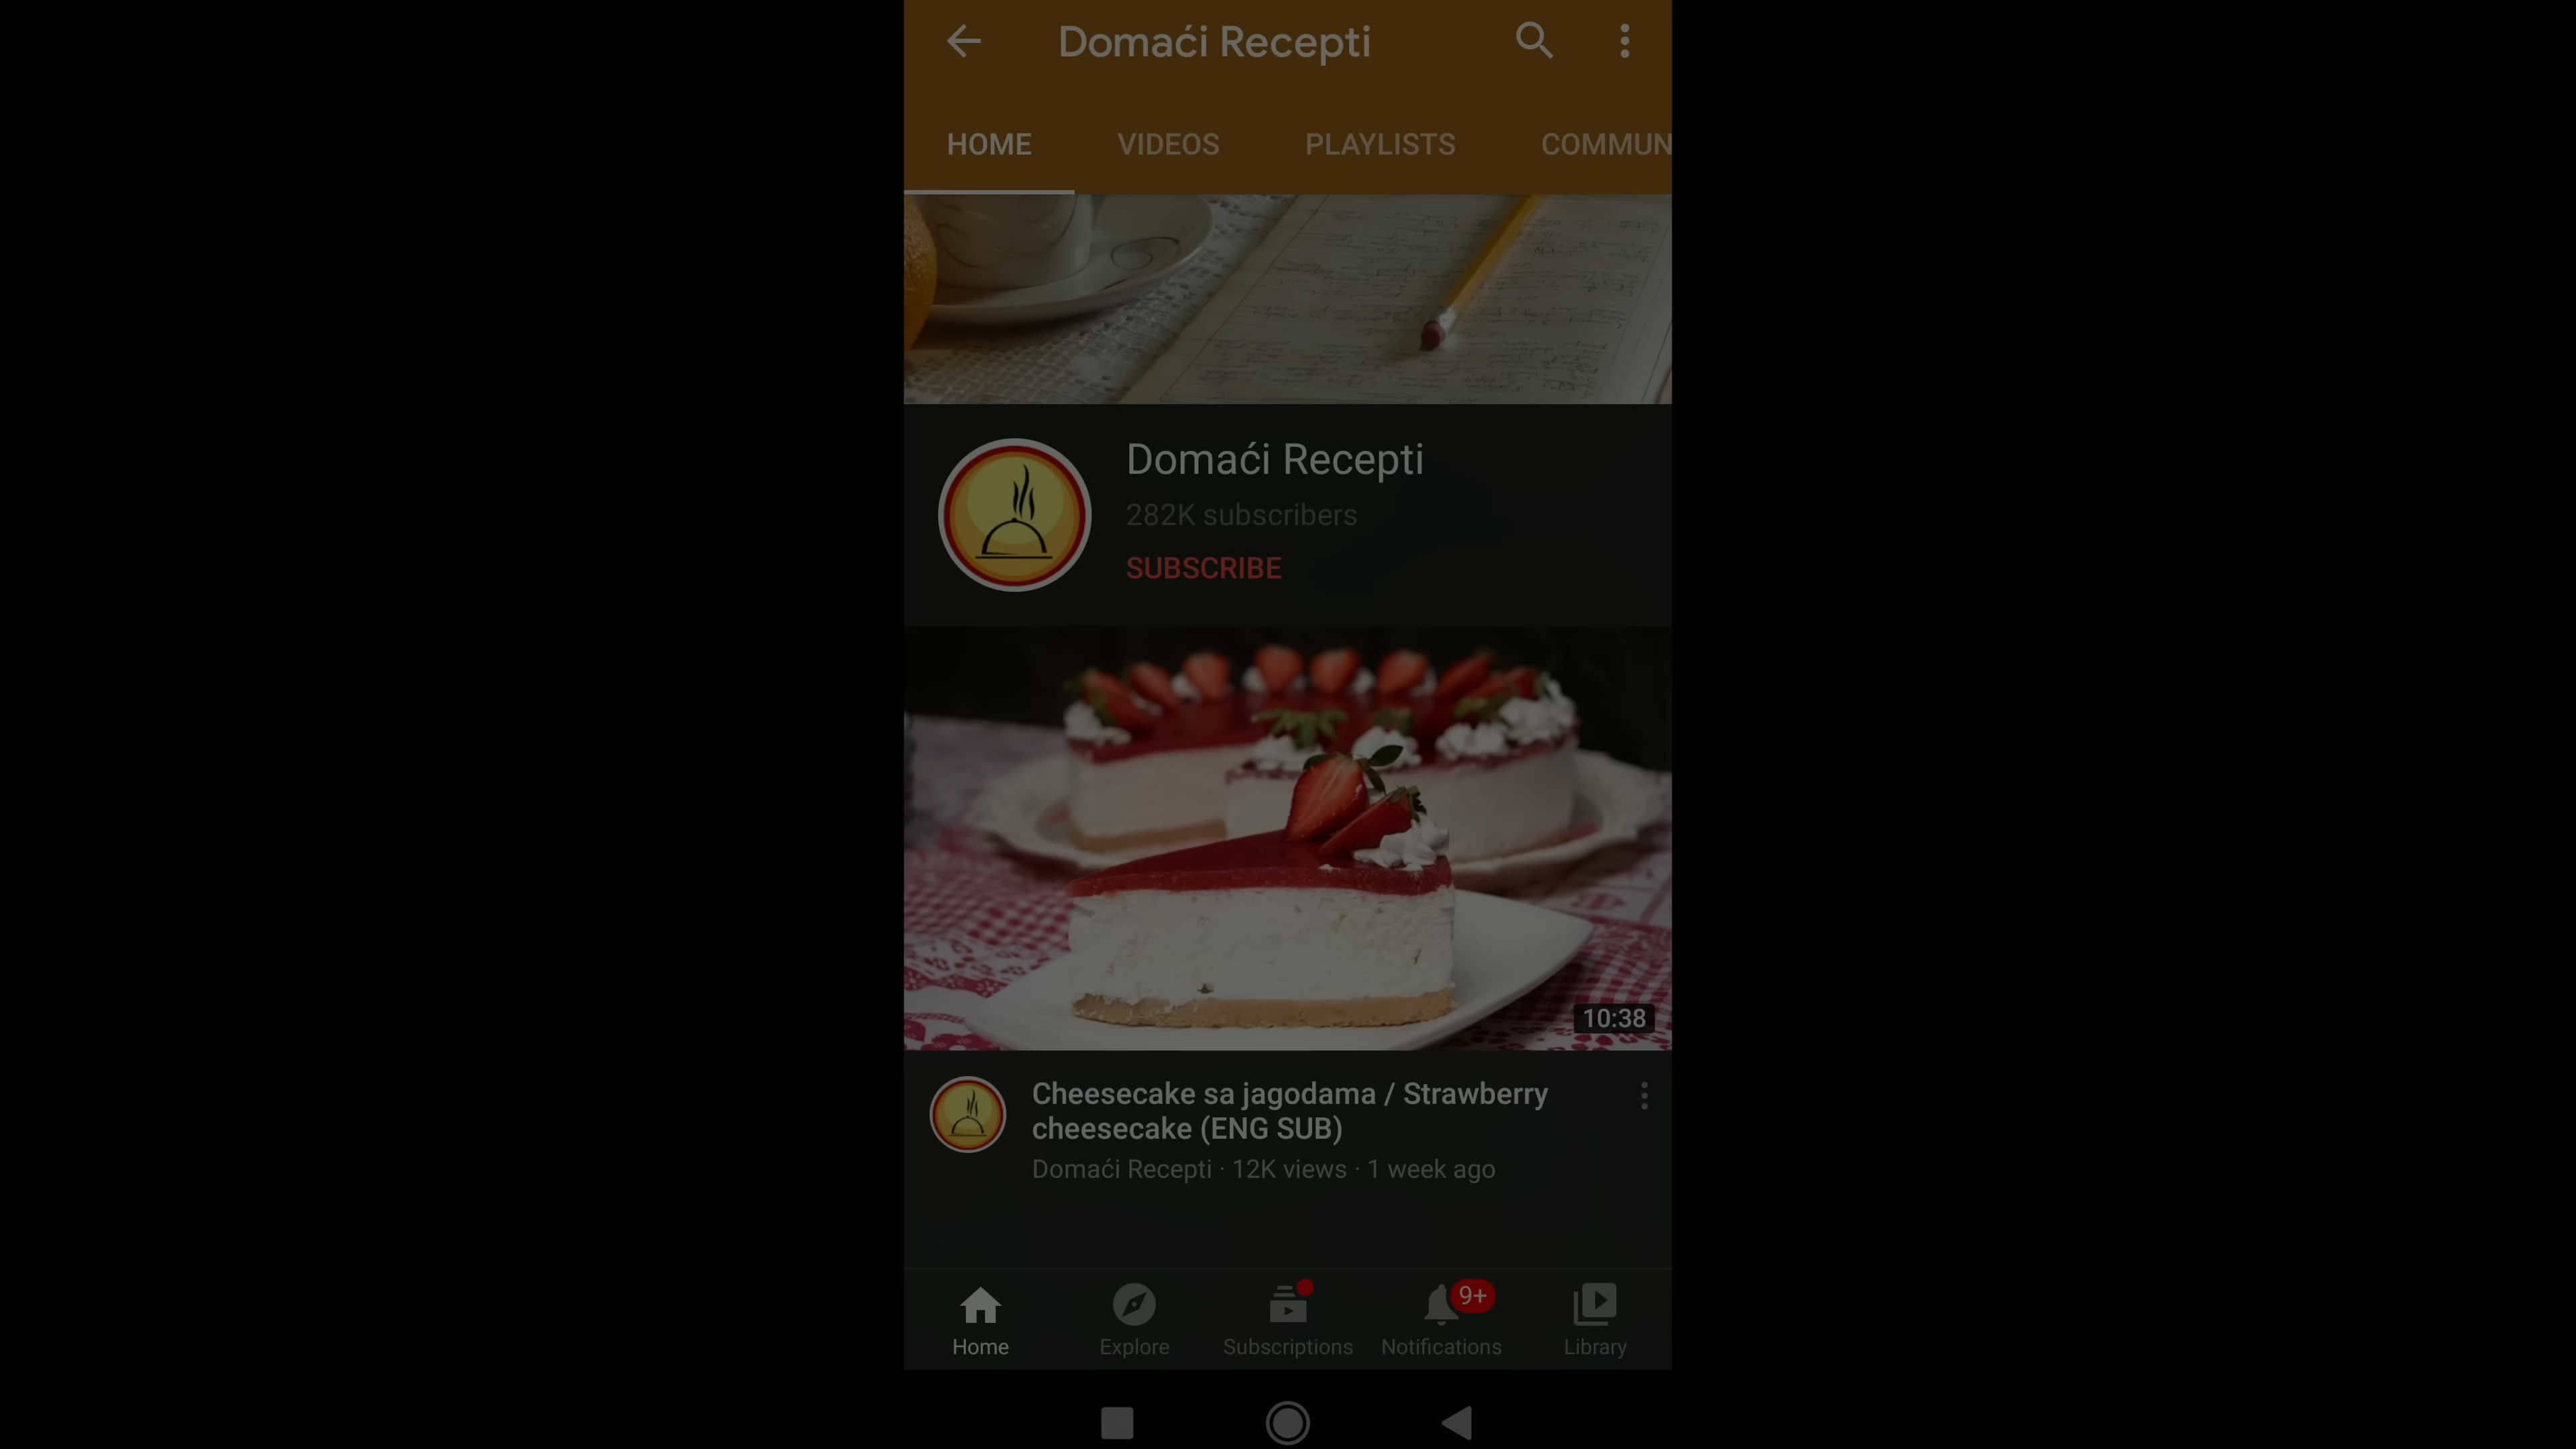 Domaći Recepti
HOME VIDEOS PLAYLISTS COMMUN
Domaći Recepti
282K subscribers
SUBSCRIBE
10:38
Cheesecake sa jagodama / Strawberry
cheesecake (ENG SUB)
Domaći Recepti · 12K views · 1 week ago
9+
Home Explore Subscriptions Notifications Library